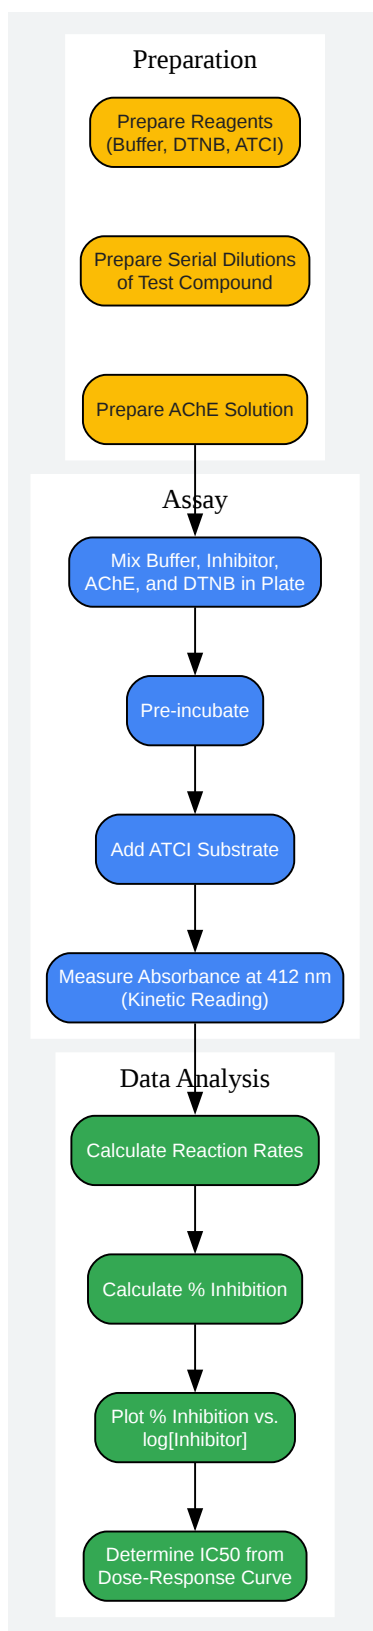 Preparation
Prepare Reagents
(Buffer, DTNB, ATCI)
Prepare Serial Dilutions
of Test Compound
Prepare AChE Solution
Assay
Mix Buffer, Inhibitor,
AChE, and DTNB in Plate
Pre-incubate
Add ATCI Substrate
Measure Absorbance at 412 nm
(Kinetic Reading)
Data Analysis
Calculate Reaction Rates
Calculate % Inhibition
Plot % Inhibition vs.
log[Inhibitor]
Determine IC50 from
Dose-Response Curve